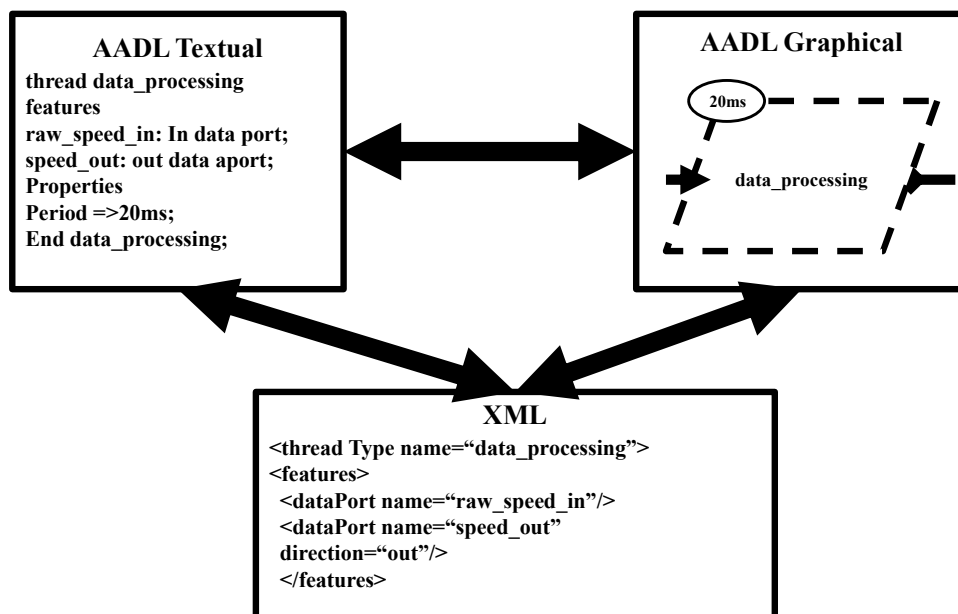 AADL Textual
thread data_processing
features
raw_speed_in: In data port;
speed_out: out data aport;
Properties
Period =>20ms;
End data_processing;
AADL Graphical
20ms
data_processing
XML
<thread Type name=“data_processing”>
<features>
<dataPort name=“raw_speed_in”/>
<dataPort name=“speed_out”
direction=“out”/>
</features>